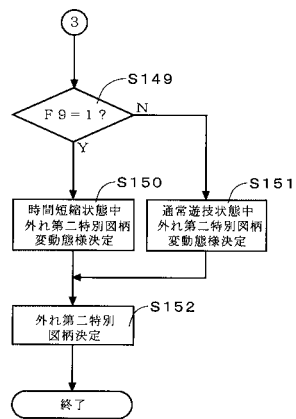 3
S149
F9=1?
N
Y
S150
S151
時間短縮状態中
外れ第二特別図柄
変動態様決定
通常遊技状態中
外れ第二特別図柄
変動態様決定
S152
外れ第二特別
図柄決定
終了